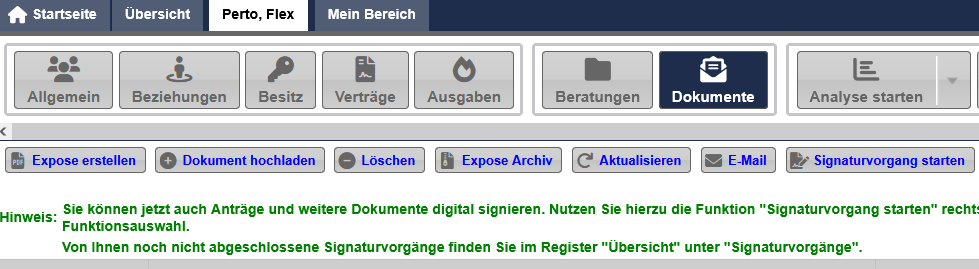 Startseite Übersicht Perto, Flex Mein Bereich
Allgemein Beziehungen Besitz Verträge Ausgaben Beratungen Dokumente Analyse starten
PDF Expose erstellen Dokument hochladen Löschen Expose Archiv Aktualisieren E-Mail Signaturvorgang starten
Hinweis: Sie können jetzt auch Anträge und weitere Dokumente digital signieren. Nutzen Sie hierzu die Funktion "Signaturvorgang starten" rechts
Funktionsauswahl.
Von Ihnen noch nicht abgeschlossene Signaturvorgänge finden Sie im Register "Übersicht" unter "Signaturvorgänge".